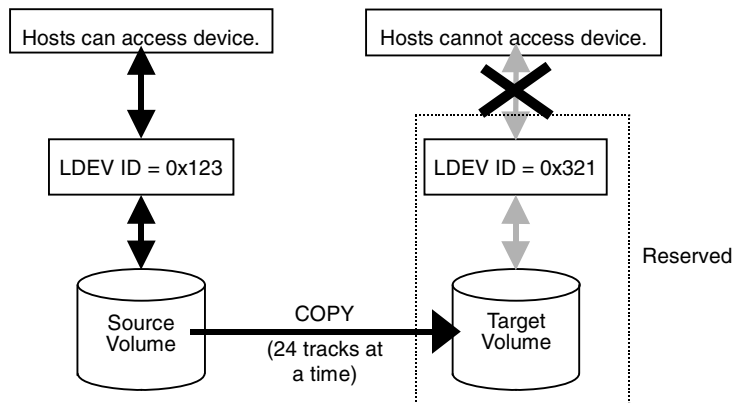 Hosts can access device.
Hosts cannot access device.
LDEV ID = 0x123
LDEV ID = 0x321
Reserved
Source
Volume
COPY
(24 tracks at
a time)
Target
Volume